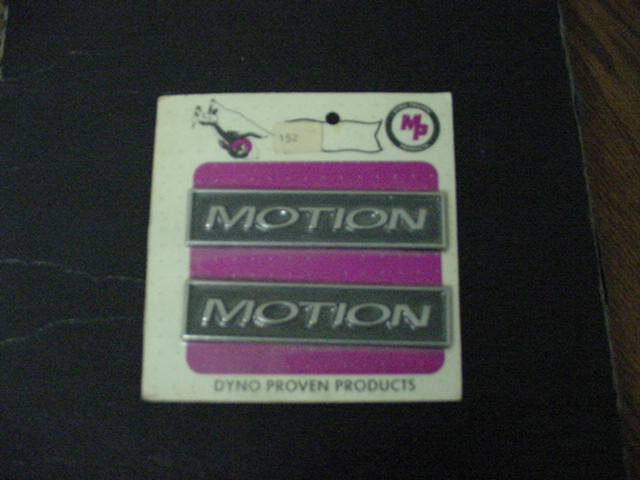 152
MP
MOTION
MOTION
DYNO PROVEN PRODUCTS